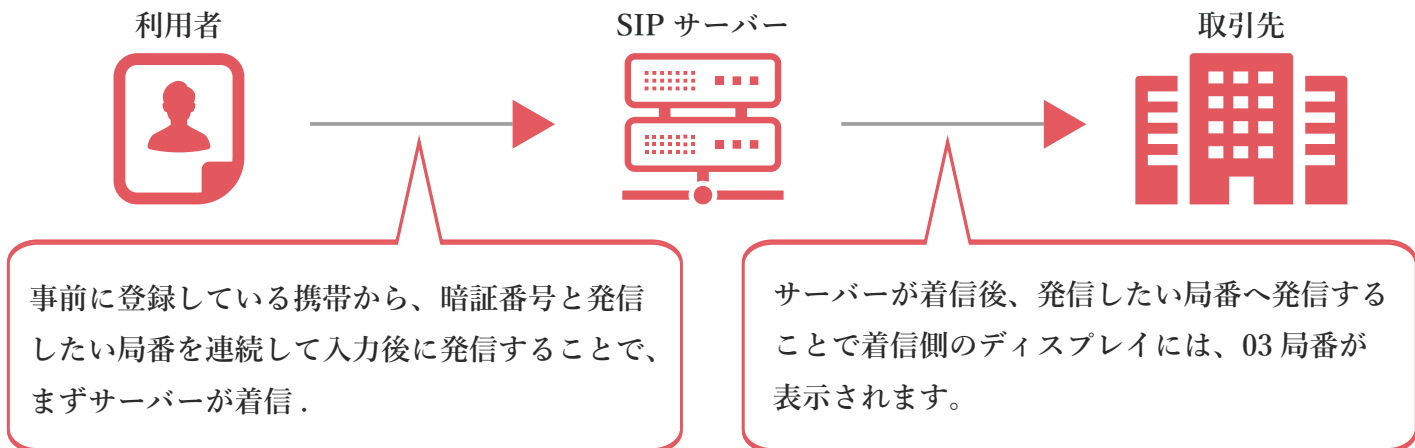 利用者
SIP サーバー
取引先
事前に登録している携帯から、暗証番号と発信
したい局番を連続して入力後に発信することで、
まずサーバーが着信 .
サーバーが着信後、発信したい局番へ発信する
ことで着信側のディスプレイには、03 局番が
表示されます。